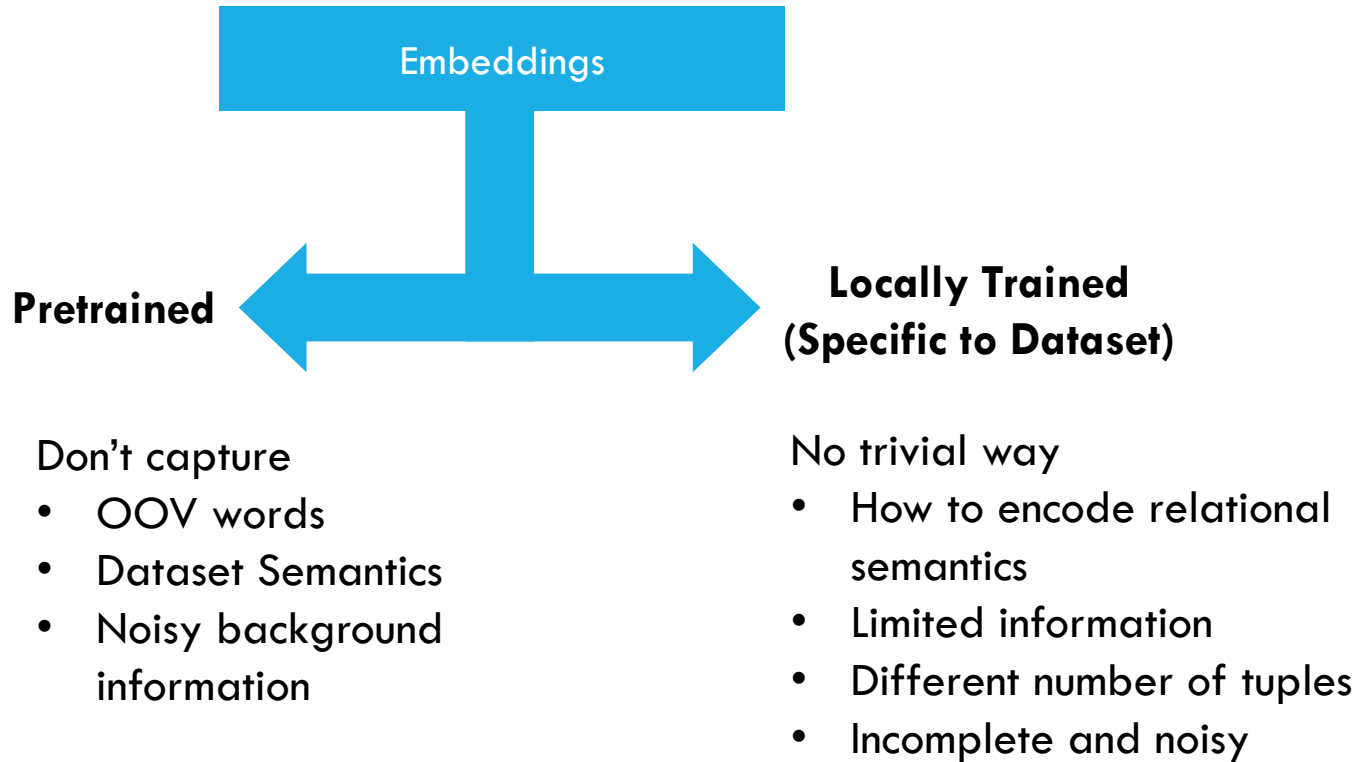 Embeddings
Pretrained
Locally Trained
(Specific to Dataset)
Don't capture
• OOV words
• Dataset Semantics
• Noisy background
information
No trivial way
• How to encode relational
semantics
• Limited information
• Different number of tuples
• Incomplete and noisy